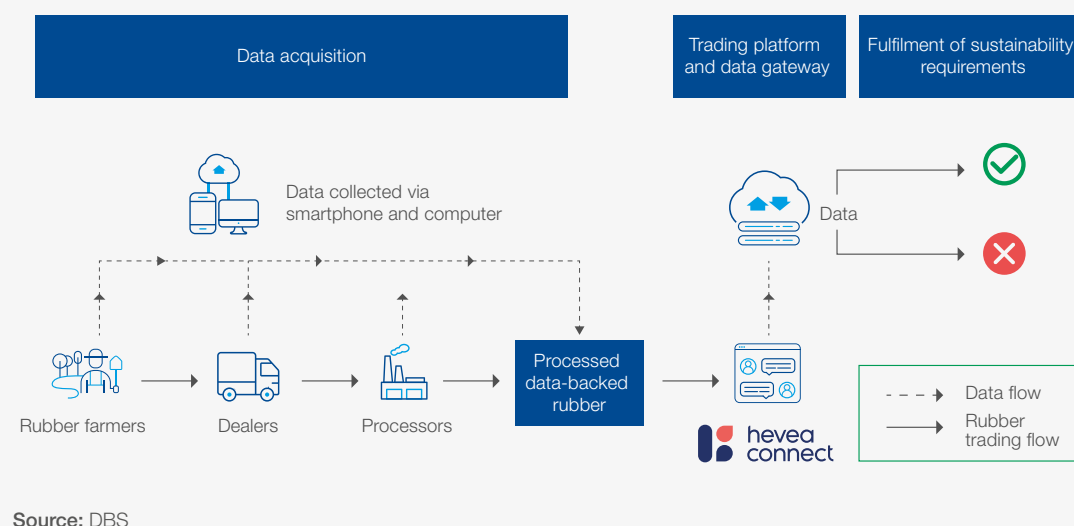 Data acquisition
Trading platform
and data gateway
Fulfilment of sustainability
requirements
Data collected via
smartphone and computer
Data
Rubber farmers
Dealers
Processors
Processed
data-backed
rubber
hevea
connect
Data flow
Rubber
trading flow
Source: DBS